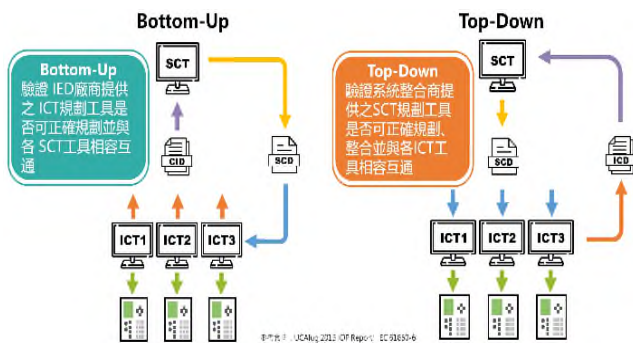 Bottom-Up
Top-Down
Bottom-Up
驗證 IED廠商提供
之 ICT規劃工具是
否可正確規劃並與
各 SCT工具相容互
通
SCT
CID
SCD
ICT1
ICT2
ICT3
Top-Down
驗證系統整合商提
供之SCT規劃工具
是否可正確規劃、
整合並與各ICT工
具相容互通
SCT
SCD
ICD
ICT1
ICT2
ICT3
UCAIug 2013 IOP Report
61850-6